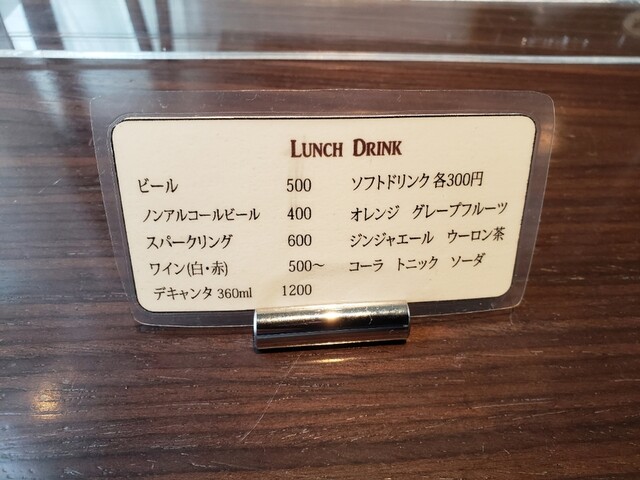 LUNCH DRINK
ビール 500
ノンアルコールビール 400
スパークリング 600
ワイン(白・赤) 500～
デキャンタ 360ml 1200
ソフトドリンク 各300円
オレンジ グレープフルーツ
ジンジャエール ウーロン茶
コーラ トニック ソーダ